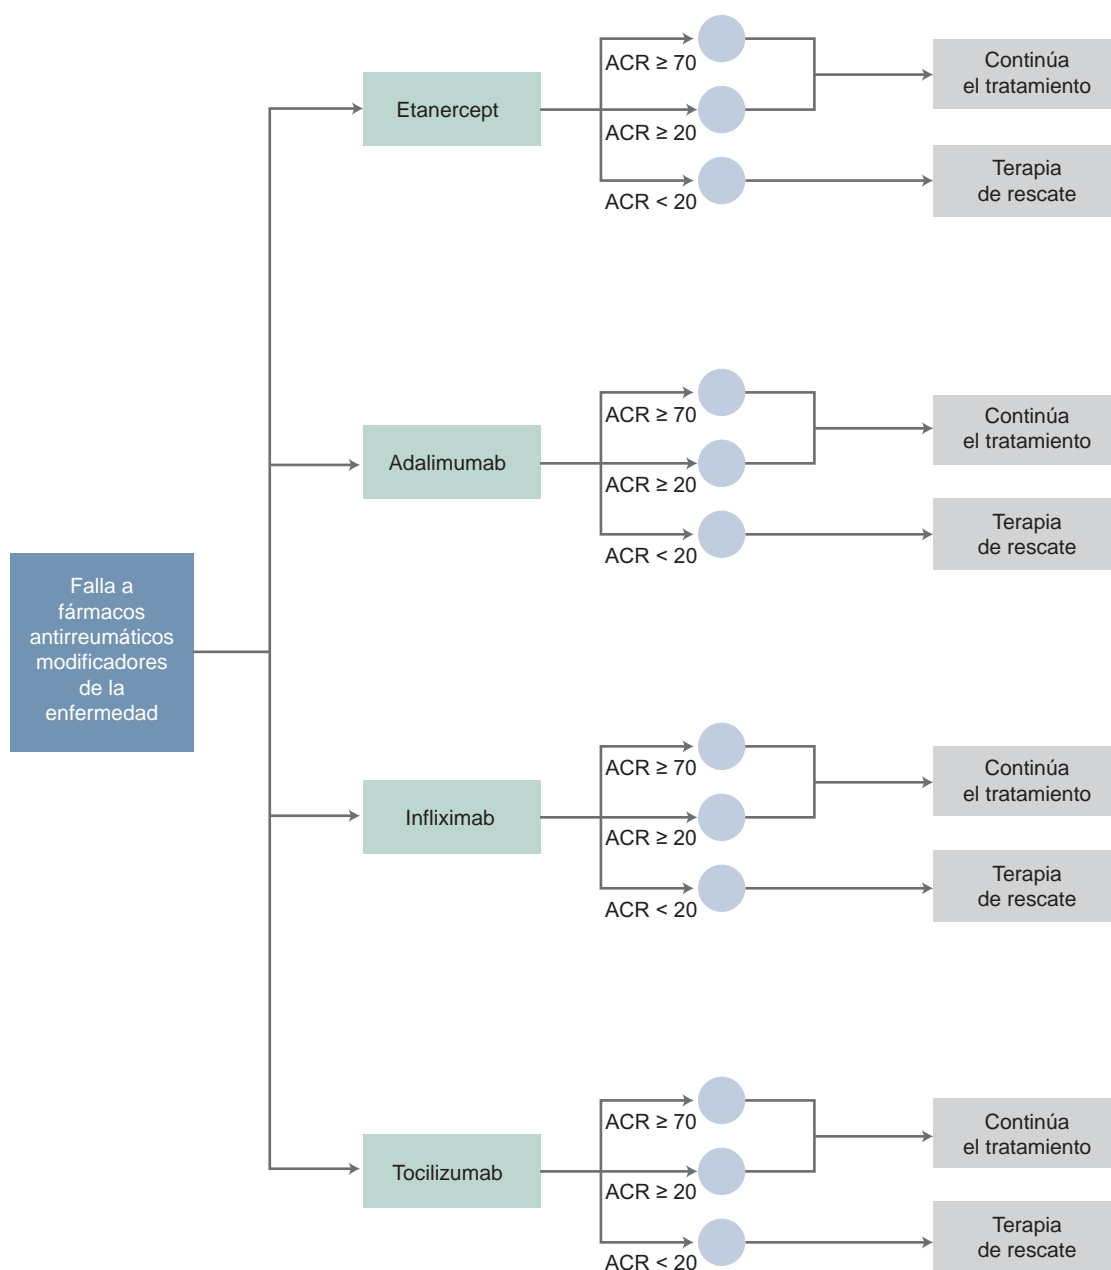 ACR ≥ 70
Continúa
el tratamiento
Etanercept
ACR ≥ 20
Terapia
de rescate
ACR < 20
ACR ≥ 70
Continúa
el tratamiento
Adalimumab
ACR ≥ 20
Terapia
de rescate
ACR < 20
Falla a
fármacos
antirreumáticos
modificadores
de la
enfermedad
ACR ≥ 70
Continúa
el tratamiento
Infliximab
ACR ≥ 20
Terapia
de rescate
ACR < 20
ACR ≥ 70
Continúa
el tratamiento
Tocilizumab
ACR ≥ 20
Terapia
de rescate
ACR < 20